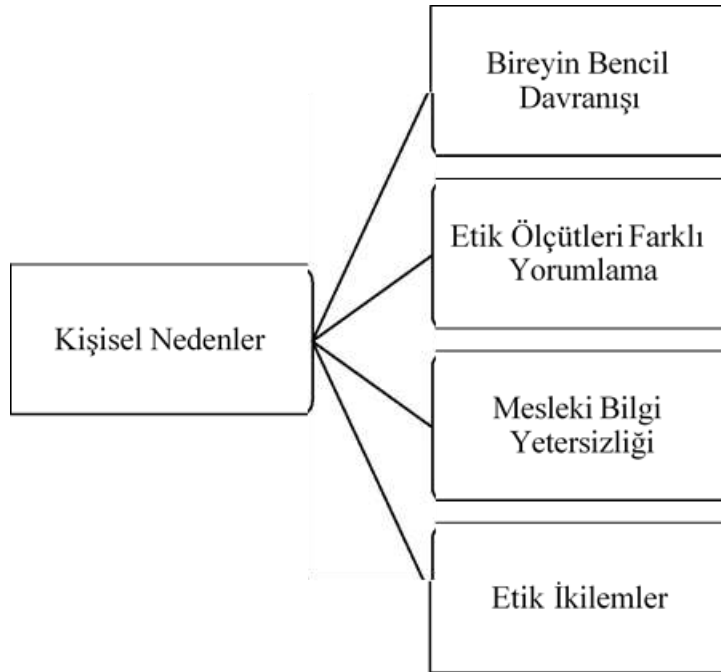 Bireyin Bencil
Davranışı
Etik Ölçütleri Farklı
Yorumlama
Kişisel Nedenler
Mesleki Bilgi
Yetersizliği
Etik İkilemler